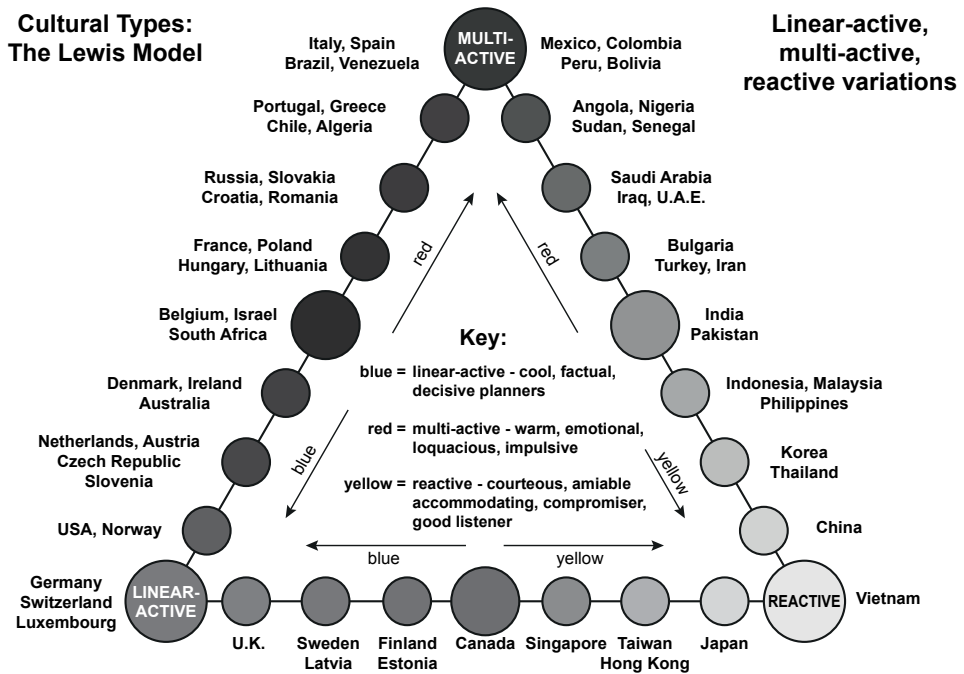 Cultural Types:
The Lewis Model
Linear-active,
multi-active,
reactive variations
MULTI-
ACTIVE
Italy, Spain
Brazil, Venezuela
Mexico, Colombia
Peru, Bolivia
Portugal, Greece
Chile, Algeria
Angola, Nigeria
Sudan, Senegal
Russia, Slovakia
Croatia, Romania
Saudi Arabia
Iraq, U.A.E.
France, Poland
Hungary, Lithuania
red
red
Bulgaria
Turkey, Iran
Belgium, Israel
South Africa
India
Pakistan
Key:
blue = linear-active - cool, factual,
decisive planners
red = multi-active - warm, emotional,
loquacious, impulsive
yellow = reactive - courteous, amiable
accommodating, compromiser,
good listener
Denmark, Ireland
Australia
Indonesia, Malaysia
Philippines
Netherlands, Austria
Czech Republic
Slovenia
blue
yellow
Korea
Thailand
USA, Norway
China
blue
yellow
Germany
Switzerland
Luxembourg
LINEAR-
ACTIVE
REACTIVE
Vietnam
U.K.
Sweden
Latvia
Finland
Estonia
Canada
Singapore
Taiwan
Hong Kong
Japan